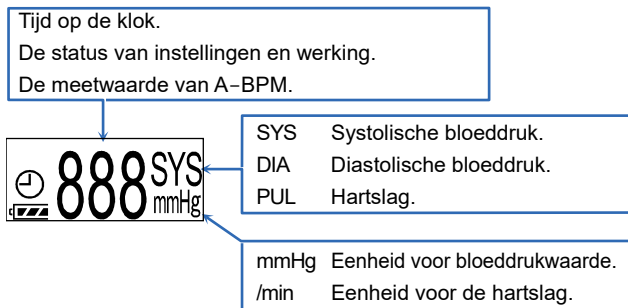 Tijd op de klok.
De status van instellingen en werking.
De meetwaarde van A-BPM.
SYS Systolische bloeddruk.
DIA Diastolische bloeddruk.
PUL Hartslag.
888 SYS
mmHg
mmHg Eenheid voor bloeddrukwaarde.
/min Eenheid voor de hartslag.